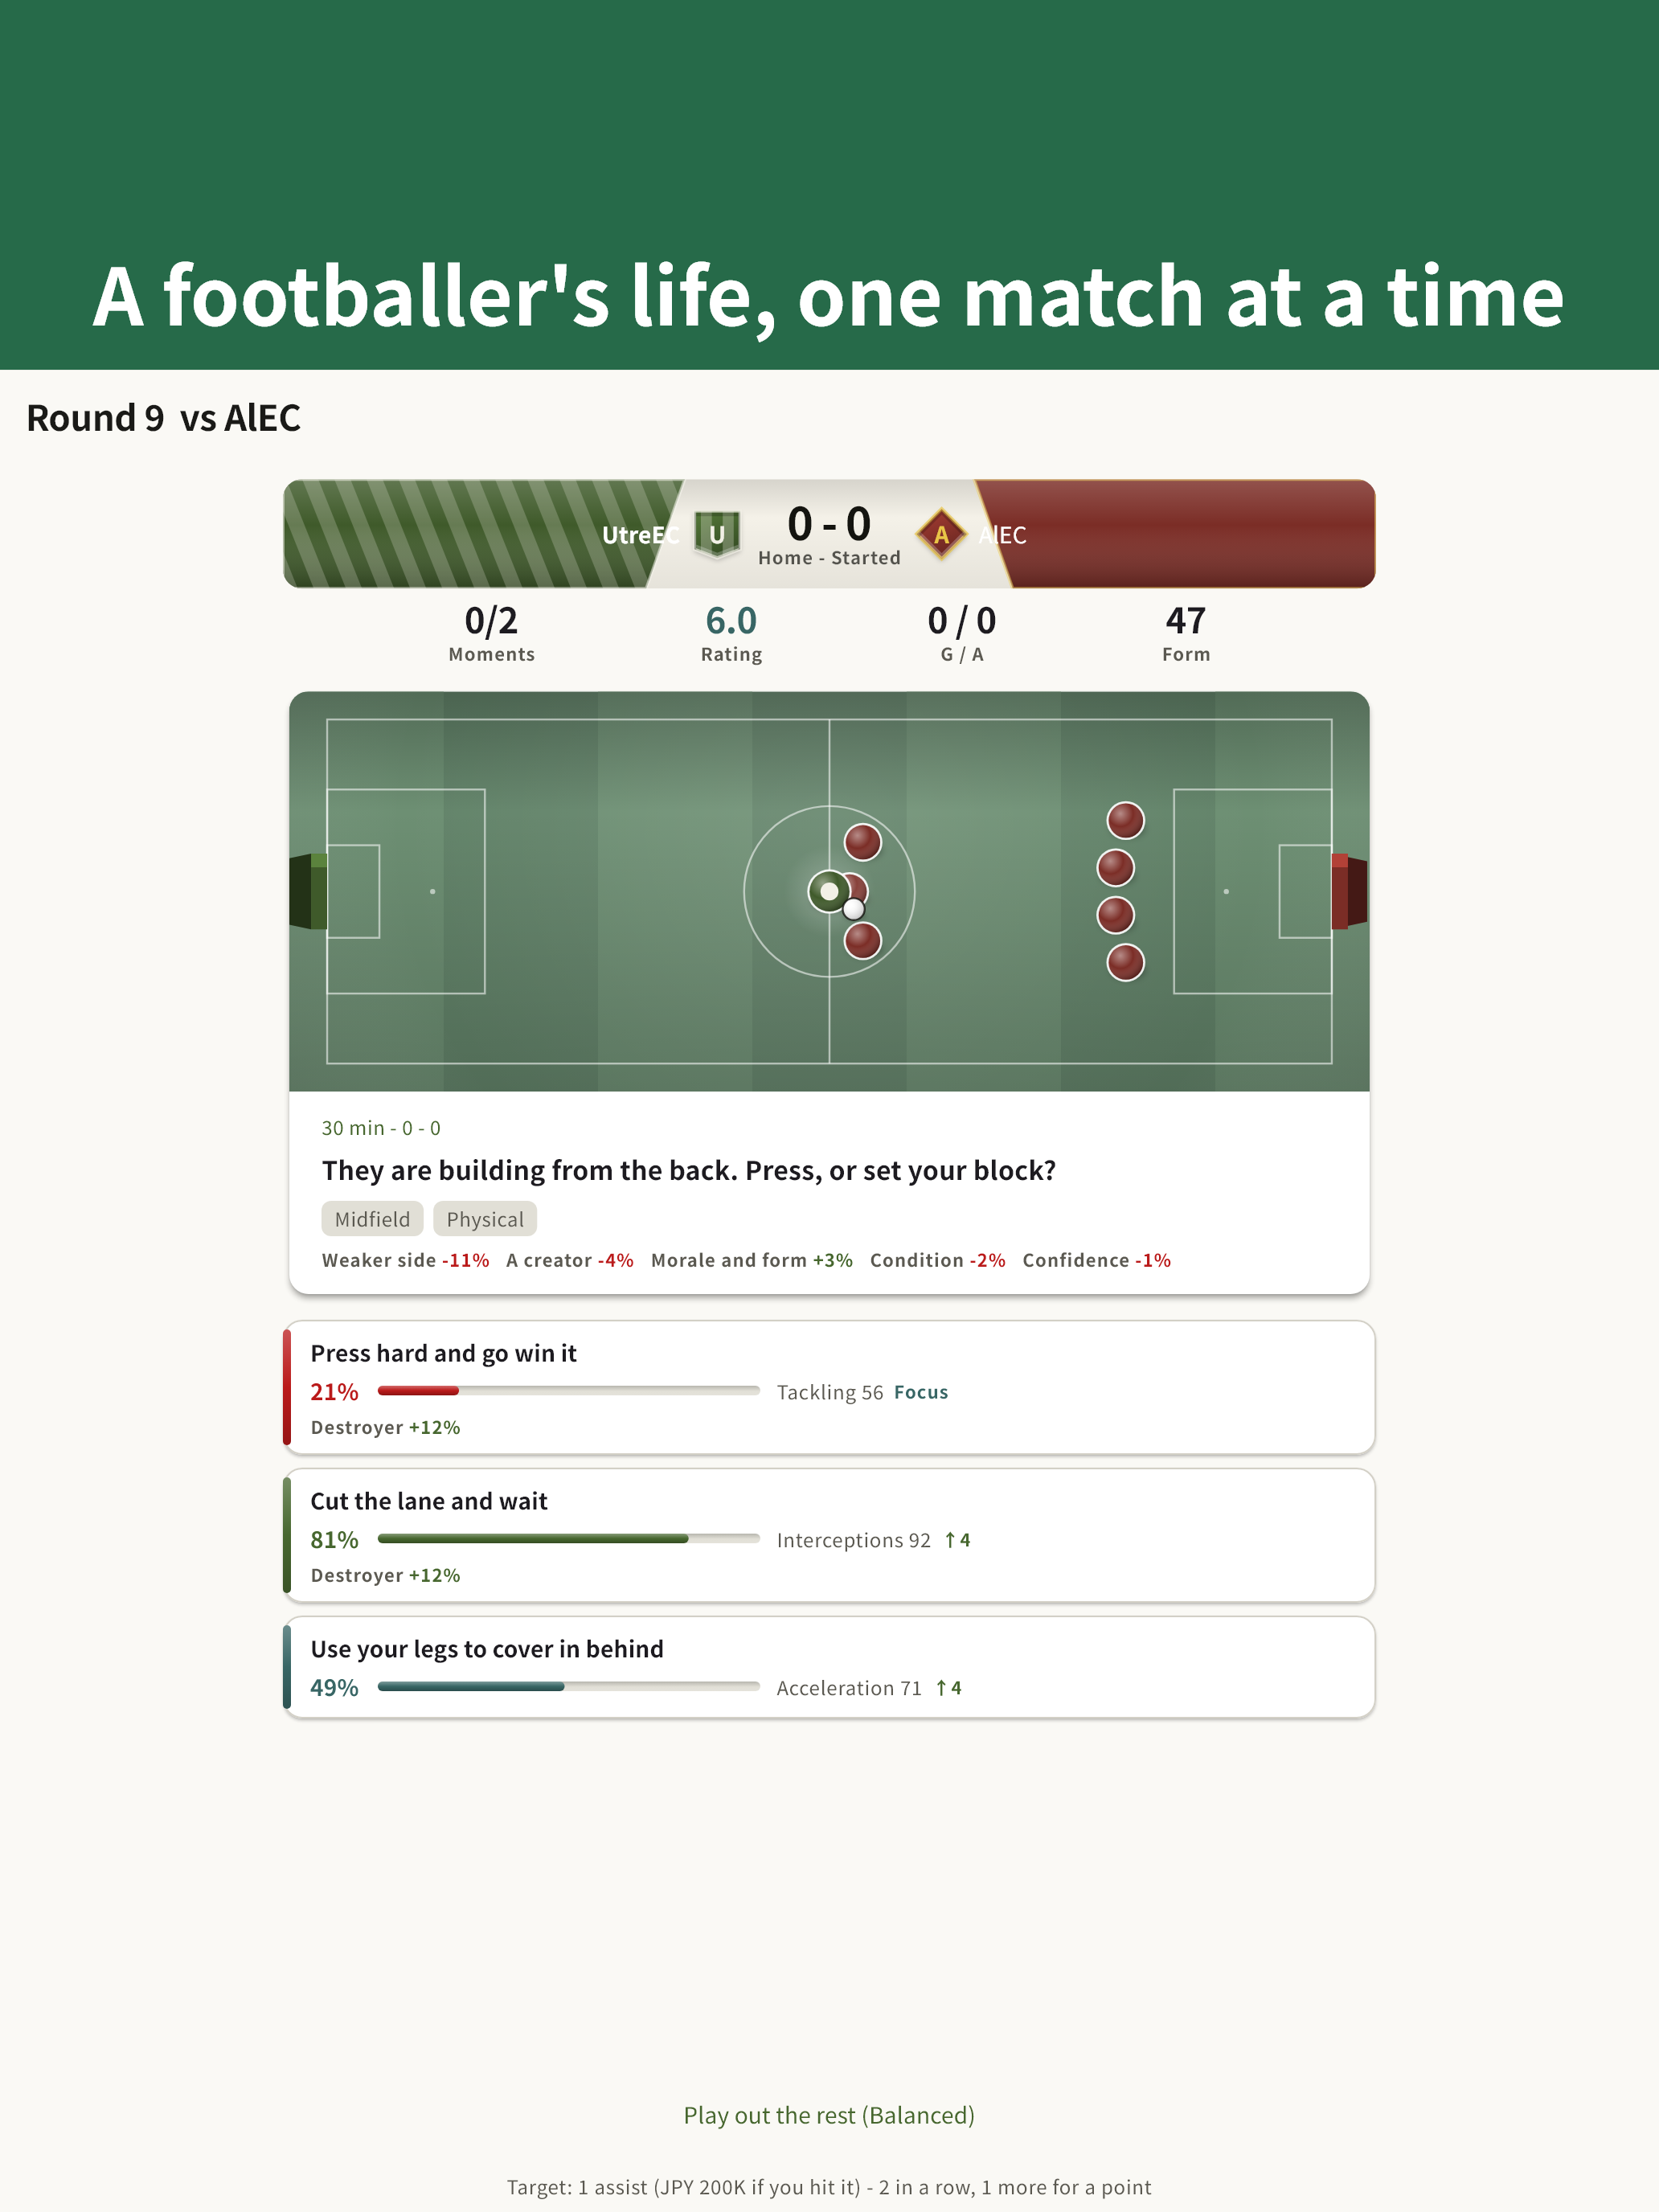 A footballer's life, one match at a time
Round 9 vs AlEC
UtreEC U 0 - 0 A AlEC
Home - Started
0/2 6.0 0 / 0 47
Moments Rating G / A Form
30 min - 0 - 0
They are building from the back. Press, or set your block?
Midfield Physical
Weaker side -11% A creator -4% Morale and form +3% Condition -2% Confidence -1%
Press hard and go win it
21% Tackling 56 Focus
Destroyer +12%
Cut the lane and wait
81% Interceptions 92 ↑4
Destroyer +12%
Use your legs to cover in behind
49% Acceleration 71 ↑4
Play out the rest (Balanced)
Target: 1 assist (JPY 200K if you hit it) - 2 in a row, 1 more for a point